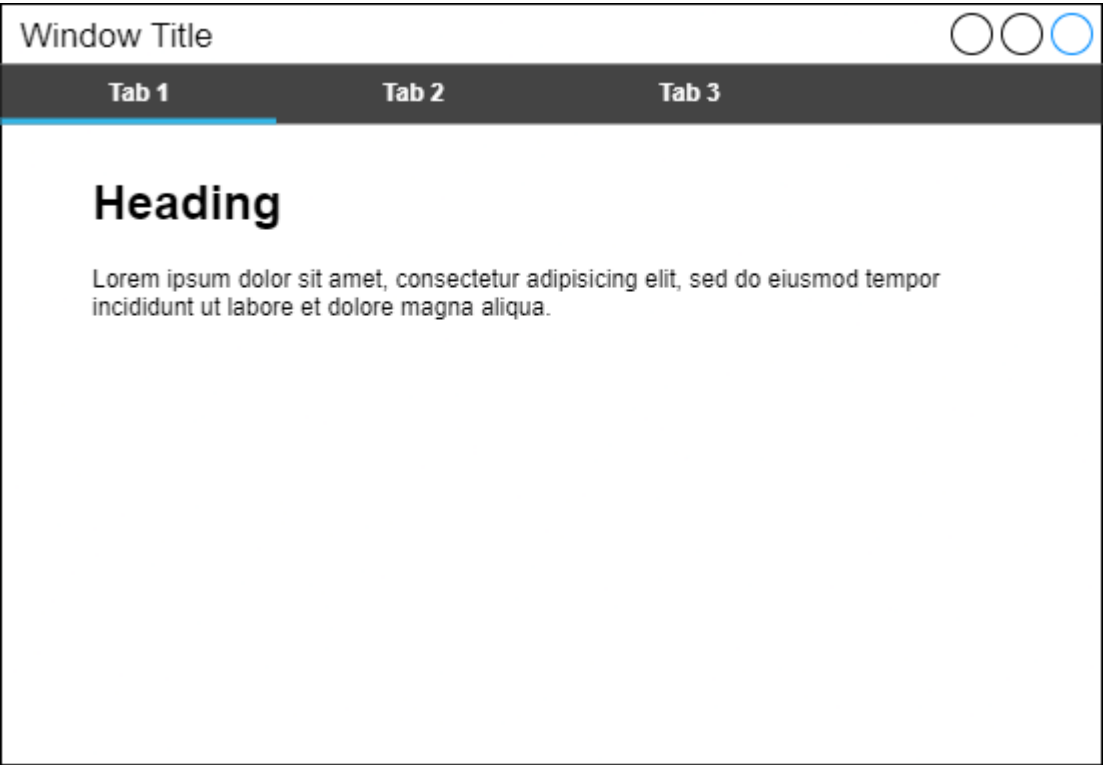 Window Title
Tab 1 Tab 2 Tab 3
Heading
Lorem ipsum dolor sit amet, consectetur adipisicing elit, sed do eiusmod tempor
incididunt ut labore et dolore magna aliqua.